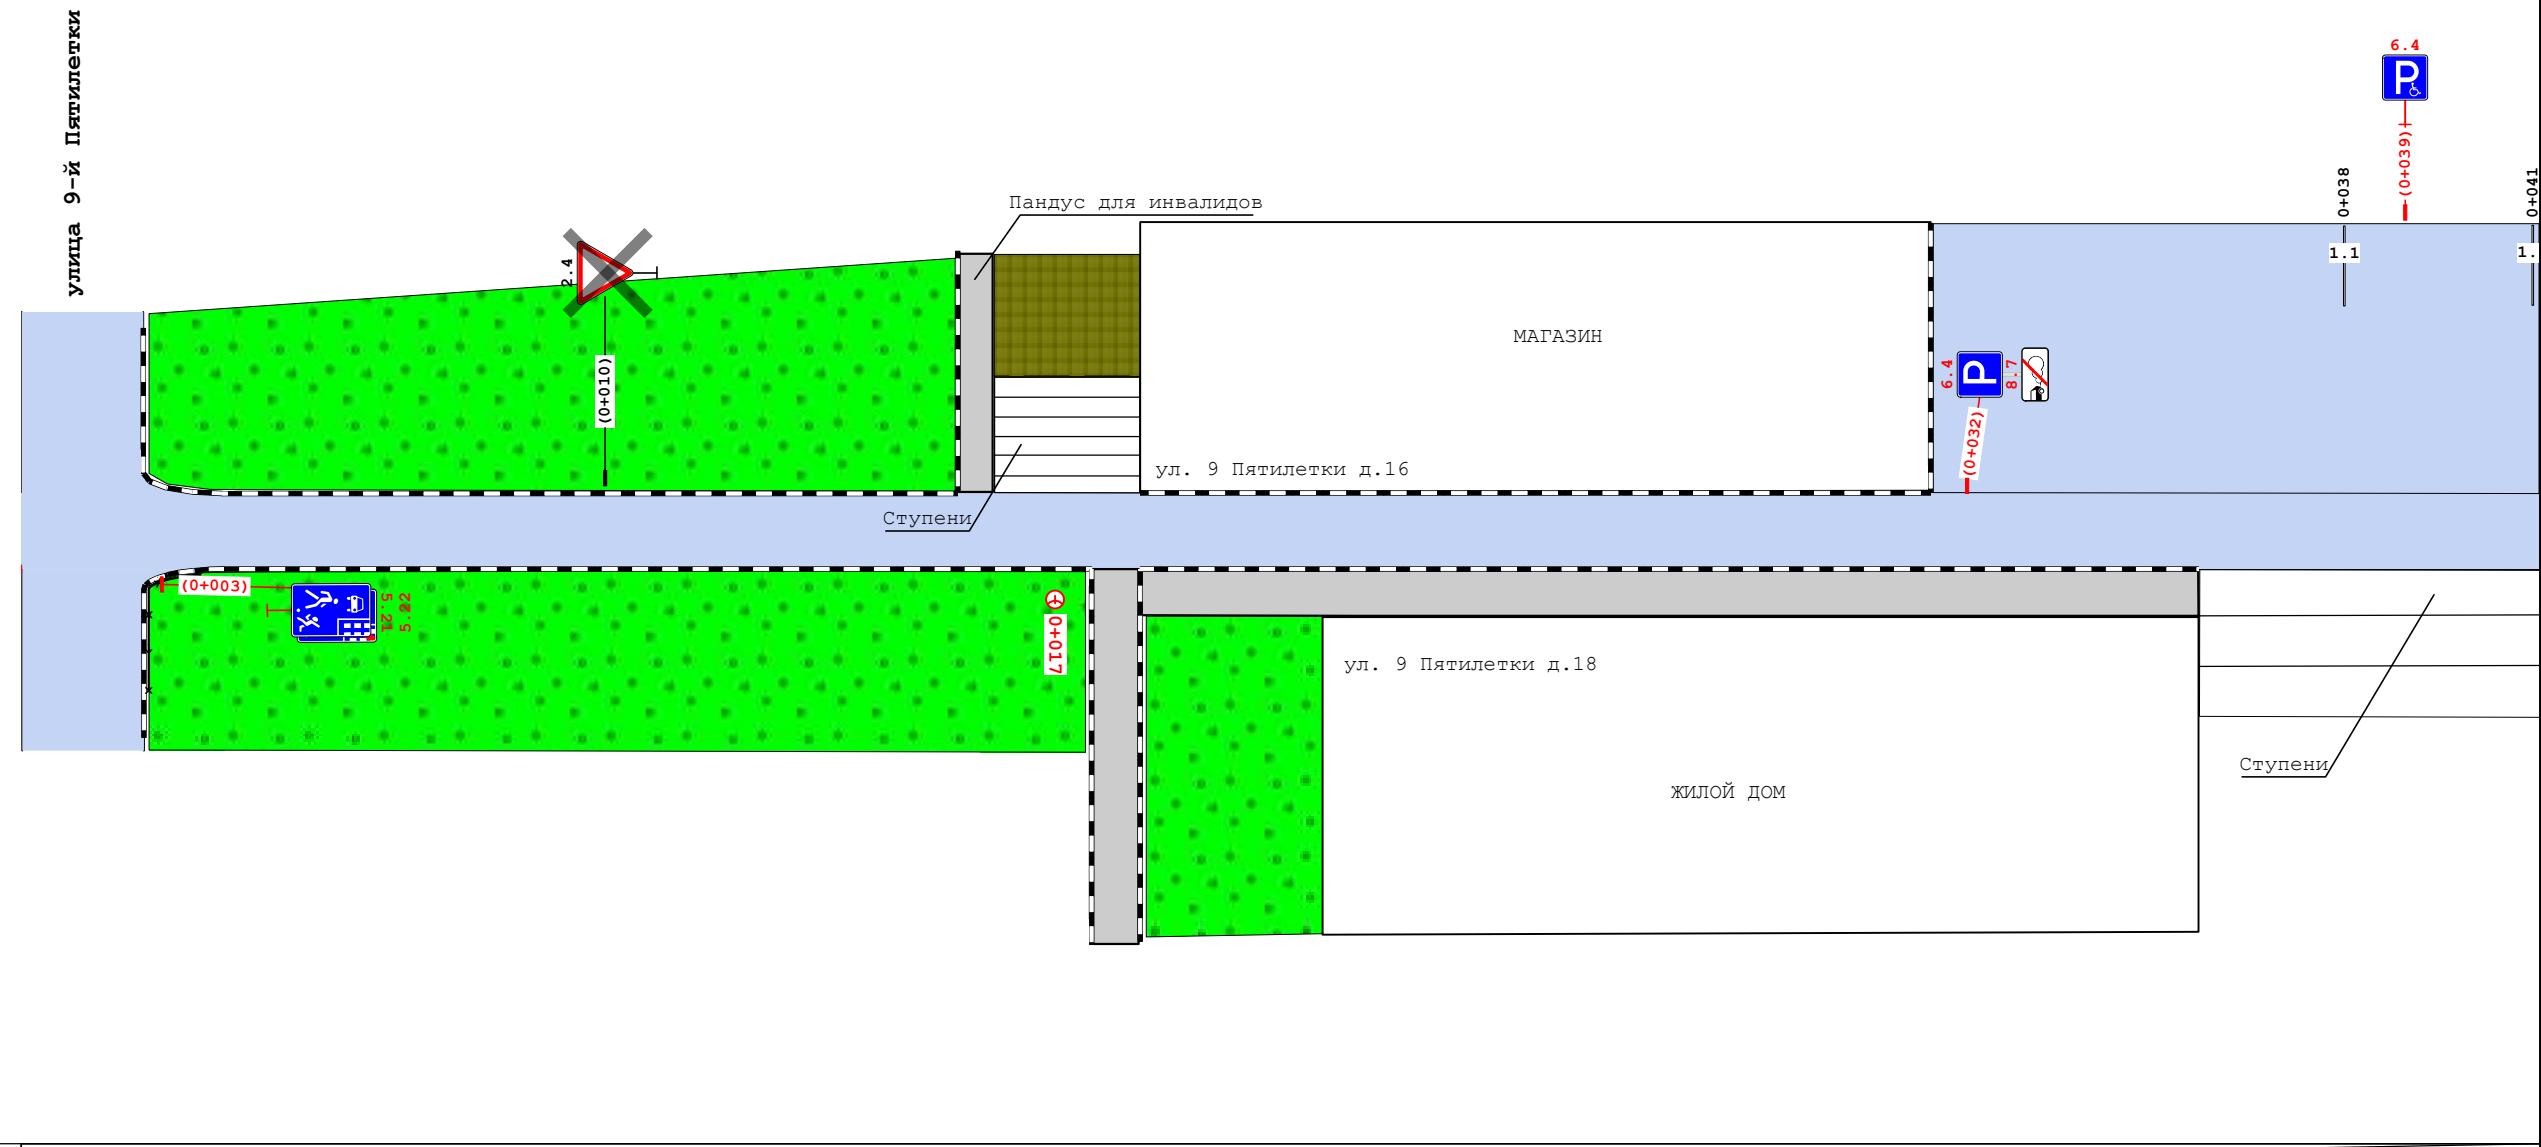 улица 9-й Пятилетки
6.4
(0+039)
0+038
0+041
Пандус для инвалидов
2.4
1.1
1.
МАГАЗИН
(0+010)
6.4
8.7
(0+032)
ул. 9 Пятилетки д.16
Ступени
(0+003)
5.21
5.22
0+017
ул. 9 Пятилетки д.18
Ступени
ЖИЛОЙ ДОМ